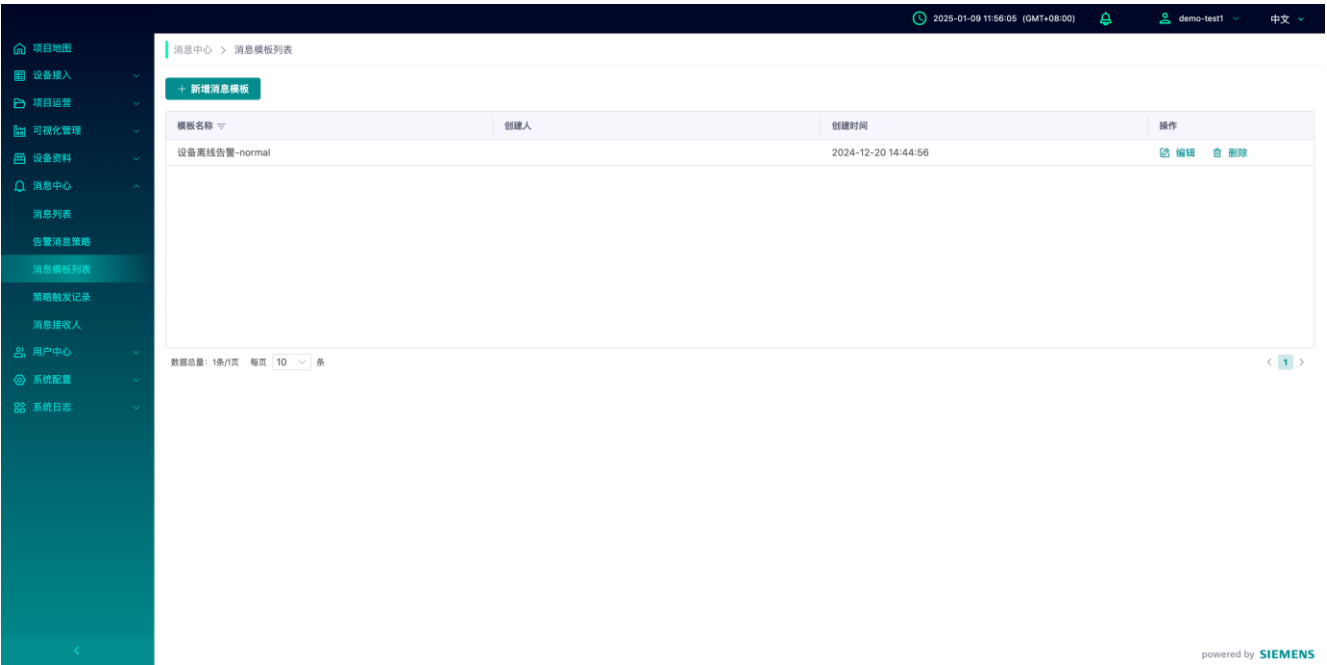 2025-01-09 11:56:05 (GMT+08:00) demo-test1 中文
项目地图
设备接入
项目运营
可视化管理
设备资料
消息中心
消息列表
告警消息策略
消息模板列表
策略触发记录
消息接收人
用户中心
系统配置
系统日志
消息中心 > 消息模板列表
+ 新增消息模板
模板名称 创建人 创建时间 操作
设备离线告警-normal 2024-12-20 14:44:56 编辑 删除
数据总量: 1条/1页 每页 10 条 < 1 >
powered by SIEMENS